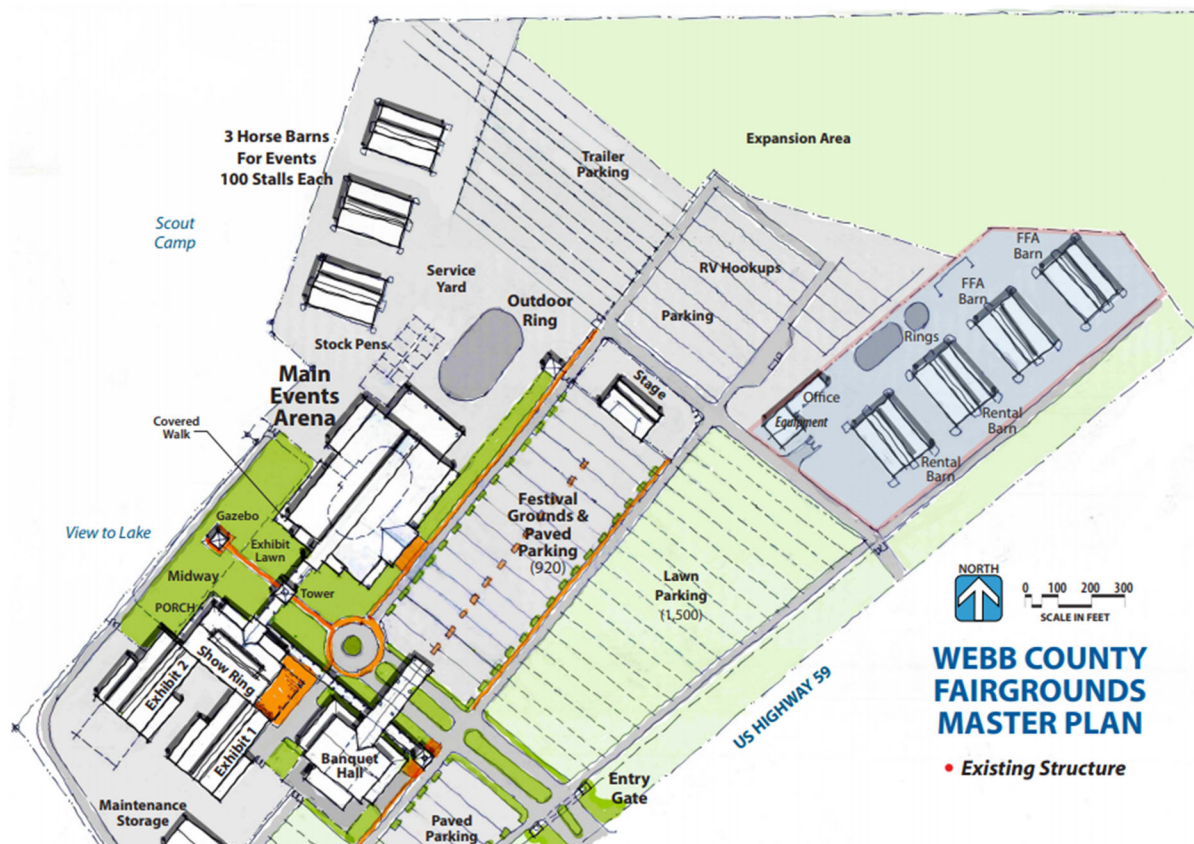 3 Horse Barns
For Events
100 Stalls Each
Trailer
Parking
Expansion Area
Scout
Camp
Service
Yard
Outdoor
Ring
RV Hookups
Parking
FFA
Barn
FFA
Barn
Rings
Stock Pens
Main
Events
Arena
Stage
Office
Equipment
Rental
Barn
Rental
Barn
Covered
Walk
View to Lake
Gazebo
Exhibit
Lawn
Midway
PORCH
Tower
Festival
Grounds &
Paved
Parking
(920)
Lawn
Parking
(1,500)
Show Ring
Exhibit 2
Exhibit 1
Banquet
Hall
Maintenance
Storage
Paved
Parking
Entry
Gate
US HIGHWAY 59
NORTH
0 100 200 300
SCALE IN FEET
WEBB COUNTY
FAIRGROUNDS
MASTER PLAN
• Existing Structure